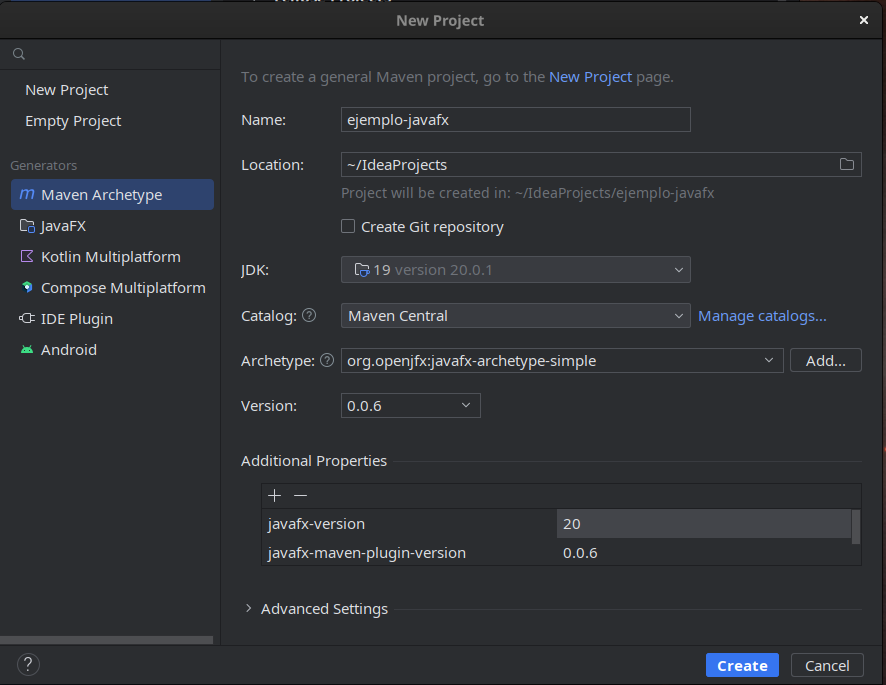 New Project
To create a general Maven project, go to the New Project page.
New Project
Empty Project
Generators
Maven Archetype
JavaFX
Kotlin Multiplatform
Compose Multiplatform
IDE Plugin
Android
Name: ejemplo-javafx
Location: ~/IdeaProjects
Project will be created in: ~/IdeaProjects/ejemplo-javafx
Create Git repository
JDK: 19 version 20.0.1
Catalog: ? Maven Central Manage catalogs...
Archetype: ? org.openjfx:javafx-archetype-simple Add...
Version: 0.0.6
Additional Properties
javafx-version 20
javafx-maven-plugin-version 0.0.6
Advanced Settings
? Create Cancel